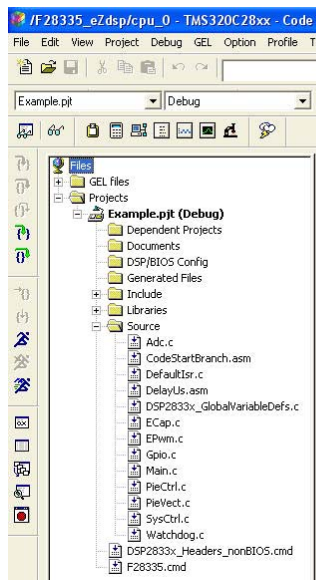 /F28335_eZdsp/cpu_0 - TMS320C28xx - Code
File Edit View Project Debug GEL Option Profile T
Example.pjt Debug
Files
GEL files
Projects
Example.pjt (Debug)
Dependent Projects
Documents
DSP/BIOS Config
Generated Files
Include
Libraries
Source
Adc.c
CodeStartBranch.asm
DefaultIsr.c
DelayUs.asm
DSP2833x_GlobalVariableDefs.c
ECap.c
EPwm.c
Gpio.c
Main.c
PieCtrl.c
PieVect.c
SysCtrl.c
Watchdog.c
DSP2833x_Headers_nonBIOS.cmd
F28335.cmd